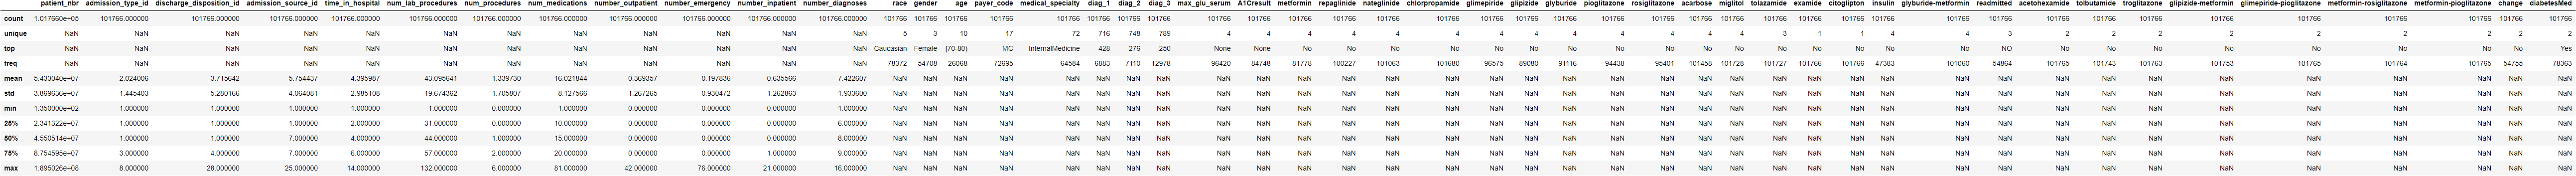 patient_nbr admission_type_id discharge_disposition_id admission_source_id time_in_hospital num_lab_procedures num_procedures num_medications number_outpatient number_emergency number_inpatient number_diagnoses race gender age payer_code medical_specialty diag_1 diag_2 diag_3 max_glu_serum A1Cresult metformin repaglinide nateglinide chlorpropamide glimepiride glipizide glyburide pioglitazone rosiglitazone acarbose miglitol tolazamide examide citoglipton insulin glyburide-metformin readmitted acetohexamide tolbutamide troglitazone glipizide-metformin glimepiride-pioglitazone metformin-rosiglitazone metformin-pioglitazone change diabetesMed
count 1.017660e+05 101766.000000 101766.000000 101766.000000 101766.000000 101766.000000 101766.000000 101766.000000 101766.000000 101766.000000 101766.000000 101766.000000 101766 101766 101766 101766 101766 101766 101766 101766 101766 101766 101766 101766 101766 101766 101766 101766 101766 101766 101766 101766 101766 101766 101766 101766 101766 101766 101766 101766 101766 101766 101766 101766 101766 101766 101766 101766
unique NaN NaN NaN NaN NaN NaN NaN NaN NaN NaN NaN NaN 5 3 10 17 72 716 748 789 4 4 4 4 4 4 4 4 4 4 4 4 4 3 1 1 4 4 3 2 2 2 2 2 2 2 2 2
top NaN NaN NaN NaN NaN NaN NaN NaN NaN NaN NaN NaN Caucasian Female [70-80) MC InternalMedicine 428 276 250 None None No No No No No No No No No No No No No No No No NO No No No No No No No No Yes
freq NaN NaN NaN NaN NaN NaN NaN NaN NaN NaN NaN NaN 78372 54708 26068 72695 64584 6883 7110 12978 96420 84748 81778 100227 101063 101680 96575 89080 91116 94438 95401 101458 101728 101727 101766 101766 47383 101060 54864 101765 101743 101763 101753 101765 101764 101765 54755 78363
mean 5.433040e+07 2.024006 3.715642 5.754437 4.395987 43.095641 1.339730 16.021844 0.369357 0.197836 0.635566 7.422607 NaN NaN NaN NaN NaN NaN NaN NaN NaN NaN NaN NaN NaN NaN NaN NaN NaN NaN NaN NaN NaN NaN NaN NaN NaN NaN NaN NaN NaN NaN NaN NaN NaN NaN NaN NaN
std 3.869636e+07 1.445403 5.280166 4.064081 2.985108 19.674362 1.705807 8.127566 1.267265 0.930472 1.262863 1.933600 NaN NaN NaN NaN NaN NaN NaN NaN NaN NaN NaN NaN NaN NaN NaN NaN NaN NaN NaN NaN NaN NaN NaN NaN NaN NaN NaN NaN NaN NaN NaN NaN NaN NaN NaN NaN
min 1.350000e+02 1.000000 1.000000 1.000000 1.000000 1.000000 0.000000 1.000000 0.000000 0.000000 0.000000 1.000000 NaN NaN NaN NaN NaN NaN NaN NaN NaN NaN NaN NaN NaN NaN NaN NaN NaN NaN NaN NaN NaN NaN NaN NaN NaN NaN NaN NaN NaN NaN NaN NaN NaN NaN NaN NaN
25% 2.341322e+07 1.000000 1.000000 1.000000 2.000000 31.000000 0.000000 10.000000 0.000000 0.000000 0.000000 6.000000 NaN NaN NaN NaN NaN NaN NaN NaN NaN NaN NaN NaN NaN NaN NaN NaN NaN NaN NaN NaN NaN NaN NaN NaN NaN NaN NaN NaN NaN NaN NaN NaN NaN NaN NaN NaN
50% 4.550514e+07 1.000000 1.000000 7.000000 4.000000 44.000000 1.000000 15.000000 0.000000 0.000000 0.000000 8.000000 NaN NaN NaN NaN NaN NaN NaN NaN NaN NaN NaN NaN NaN NaN NaN NaN NaN NaN NaN NaN NaN NaN NaN NaN NaN NaN NaN NaN NaN NaN NaN NaN NaN NaN NaN NaN
75% 8.754595e+07 3.000000 4.000000 7.000000 6.000000 57.000000 2.000000 20.000000 0.000000 0.000000 1.000000 9.000000 NaN NaN NaN NaN NaN NaN NaN NaN NaN NaN NaN NaN NaN NaN NaN NaN NaN NaN NaN NaN NaN NaN NaN NaN NaN NaN NaN NaN NaN NaN NaN NaN NaN NaN NaN NaN
max 1.895026e+08 8.000000 28.000000 25.000000 14.000000 132.000000 6.000000 81.000000 42.000000 76.000000 21.000000 16.000000 NaN NaN NaN NaN NaN NaN NaN NaN NaN NaN NaN NaN NaN NaN NaN NaN NaN NaN NaN NaN NaN NaN NaN NaN NaN NaN NaN NaN NaN NaN NaN NaN NaN NaN NaN NaN